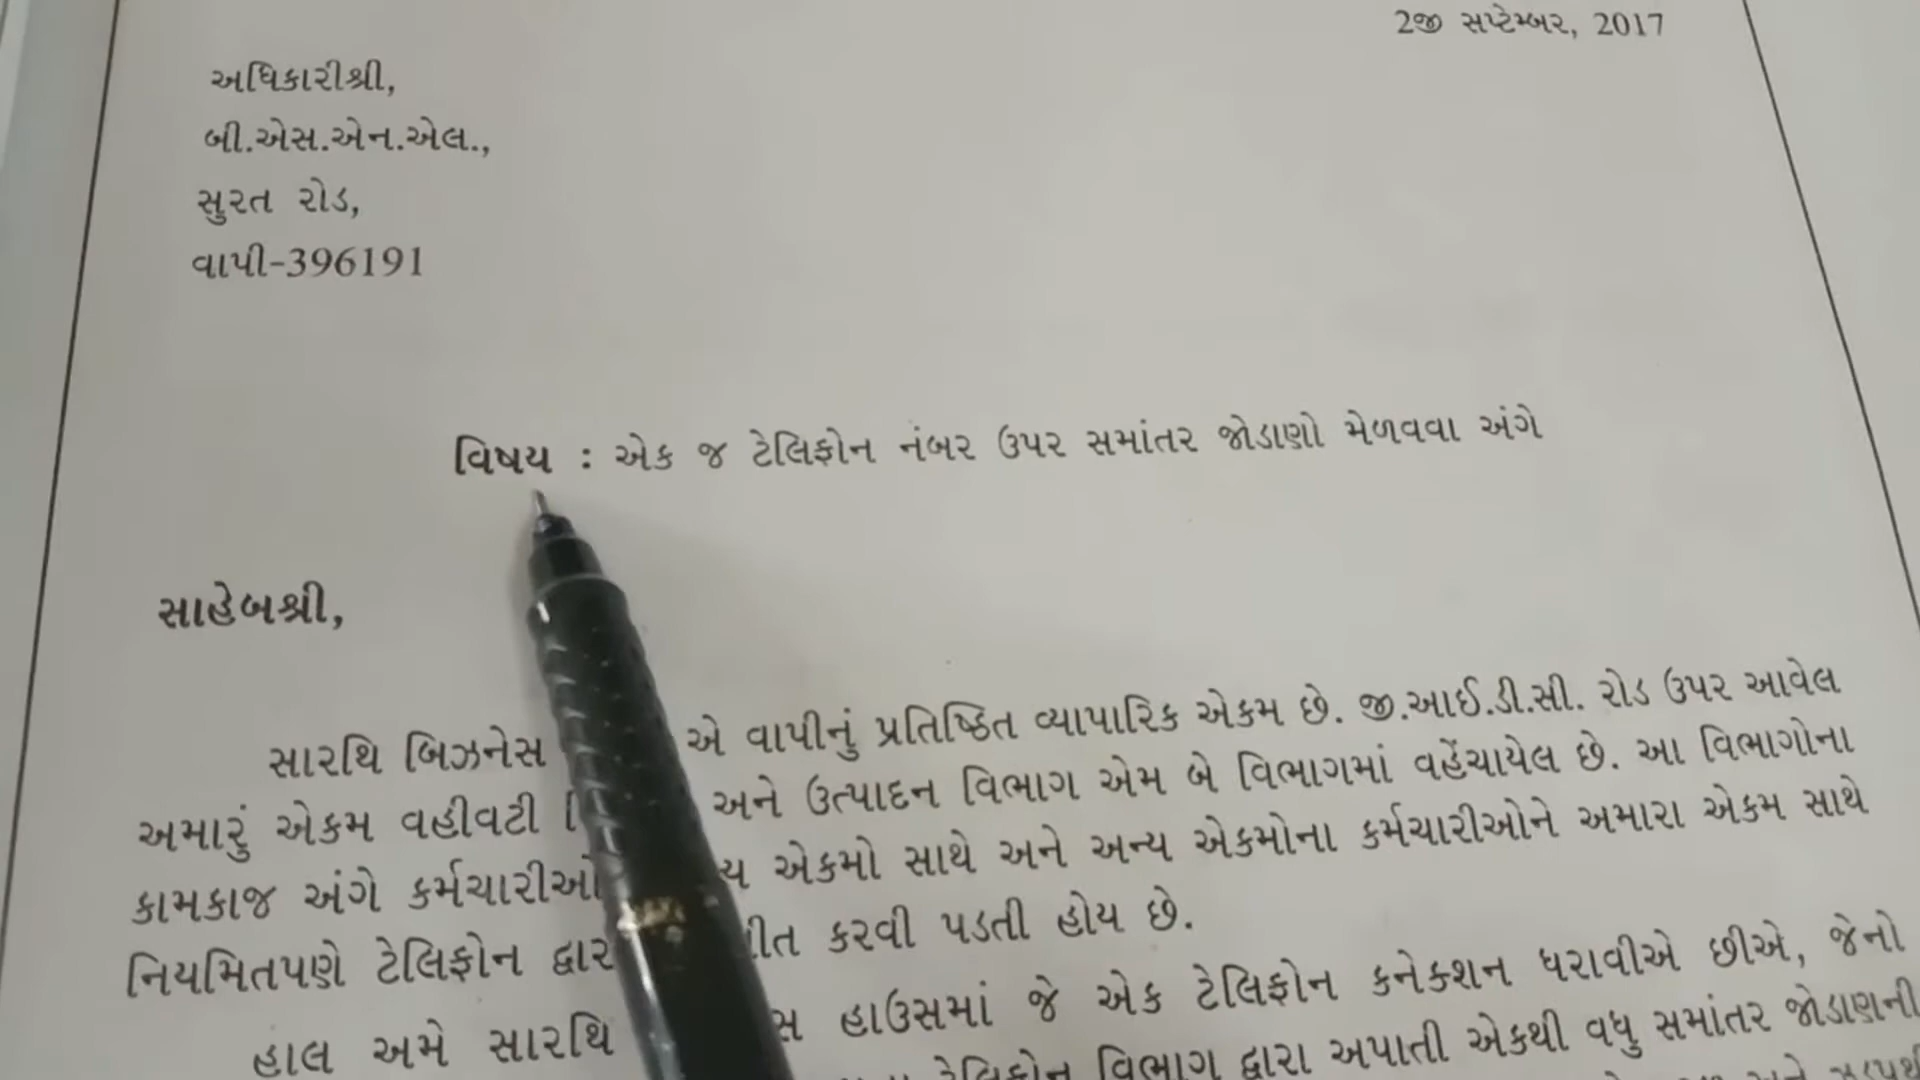 2જી સપ્ટેમ્બર, 2017
અધિકારીશ્રી,
બી.એસ.એન.એલ.,
સુરત રોડ,
વાપી-396191
વિષય : એક જ ટેલિફોન નંબર ઉપર સમાંતર જોડાણો મેળવવા અંગે
સાહેબશ્રી,
સારથિ બિઝનેસ એ વાપીનું પ્રતિષ્ઠિત વ્યાપારિક એકમ છે. જી.આઈ.ડી.સી. રોડ ઉપર આવેલ
અમારું એકમ વહીવટી અને ઉત્પાદન વિભાગ એમ બે વિભાગમાં વહેંચાયેલ છે. આ વિભાગોના
કામકાજ અંગે કર્મચારીઓ એકમો સાથે અને અન્ય એકમોના કર્મચારીઓને અમારા એકમ સાથે
નિયમિતપણે ટેલિફોન કરવી પડતી હોય છે.
હાલ અમે સારથિ હાઉસમાં જે એક ટેલિફોન કનેક્શન ધરાવીએ છીએ, જેનો
ટેલિફોન વિભાગ દ્વારા અપાતી એકથી વધુ સમાંતર જોડાણની